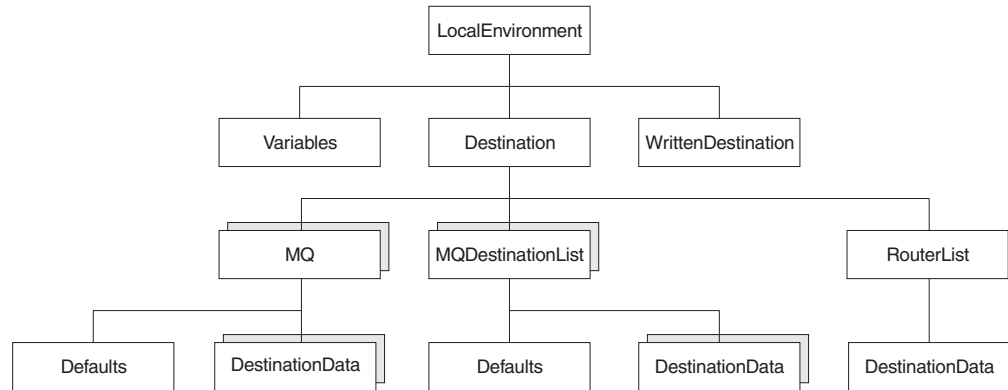 LocalEnvironment
Variables
Destination
WrittenDestination
MQ
MQDestinationList
RouterList
Defaults
DestinationData
Defaults
DestinationData
DestinationData